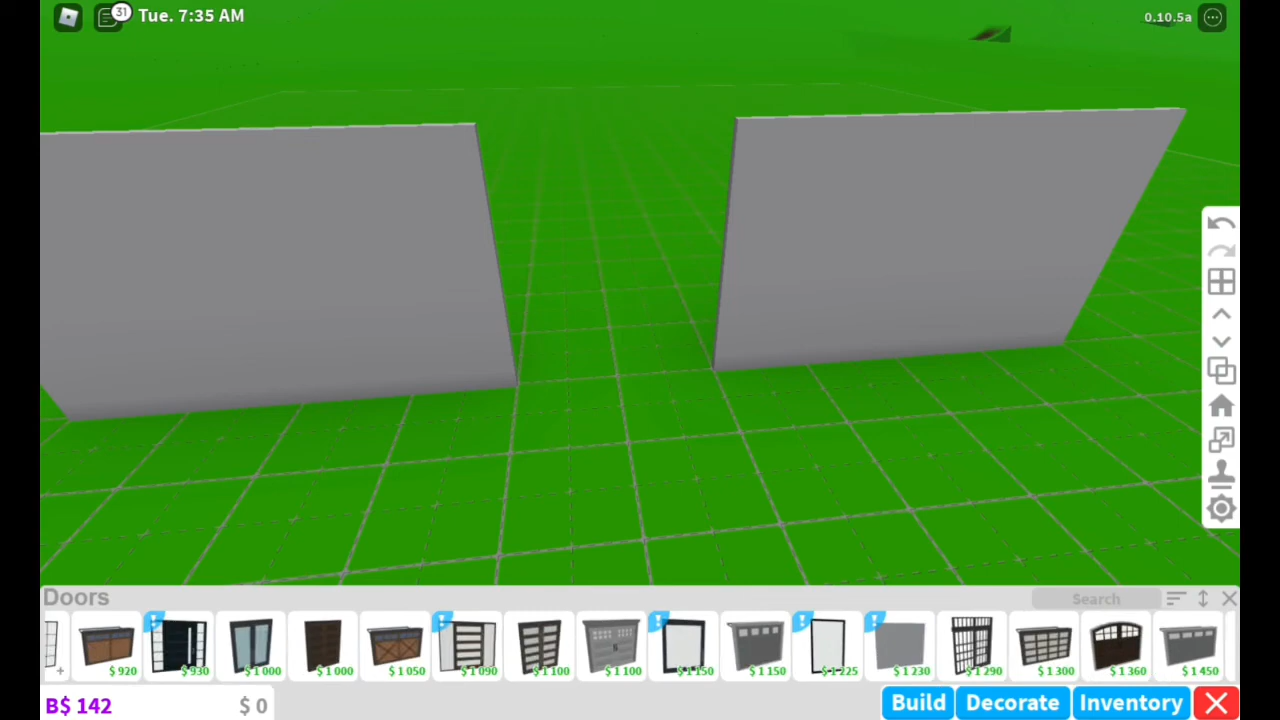 31
Tue. 7:35 AM
0.10.5a
Doors
Search
$ 920
$ 930
$ 1 000
$ 1 000
$ 1 050
$ 1 090
$ 1 100
$ 1 100
$ 1 150
$ 1 150
$ 1 225
$ 1 230
$ 1 290
$ 1 300
$ 1 360
$ 1 450
B$ 142
$ 0
Build
Decorate
Inventory